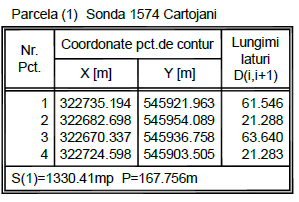 Parcela (1) Sonda 1574 Cartojani
Nr. Pct. Coordonate pct.de contur Lungimi laturi D(i,i+1)
X [m] Y [m]
1 322735.194 545921.963 61.546
2 322682.698 545954.089 21.288
3 322670.337 545936.758 63.640
4 322724.598 545903.505 21.283
S(1)=1330.41mp P=167.756m